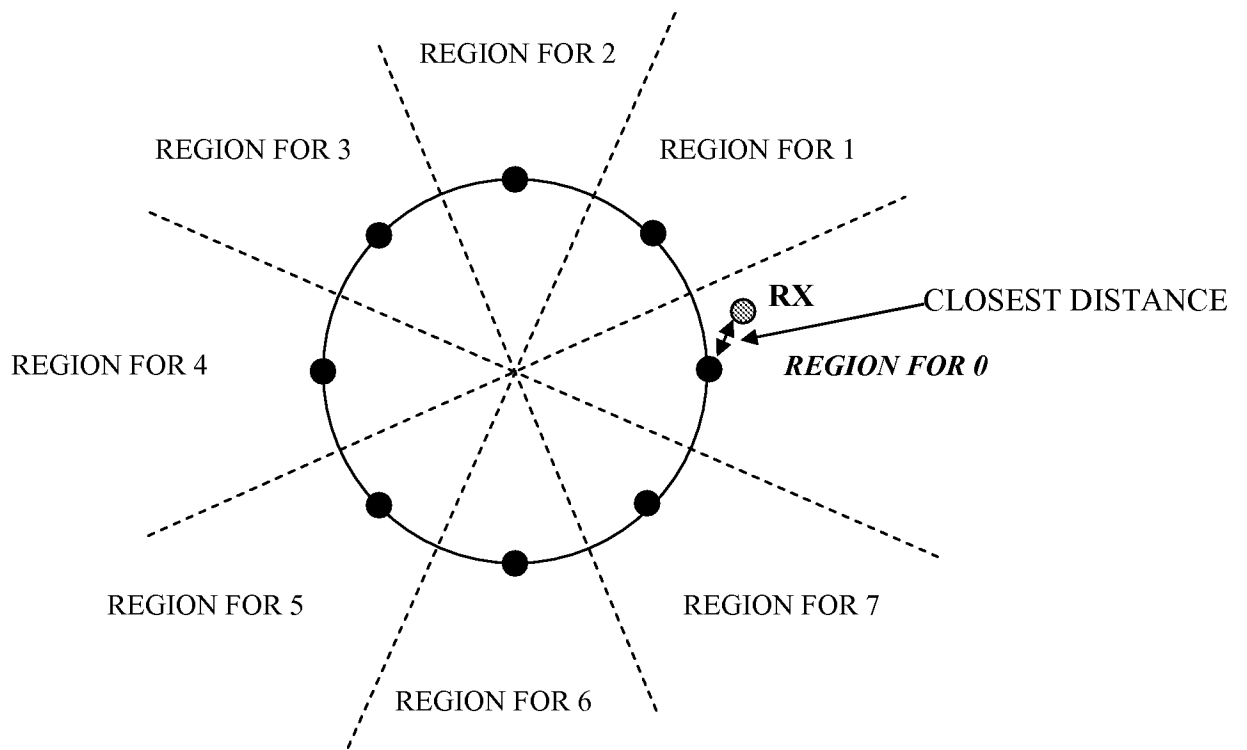 REGION FOR 2
REGION FOR 3
REGION FOR 1
RX
CLOSEST DISTANCE
REGION FOR 4
REGION FOR 0
REGION FOR 5
REGION FOR 7
REGION FOR 6